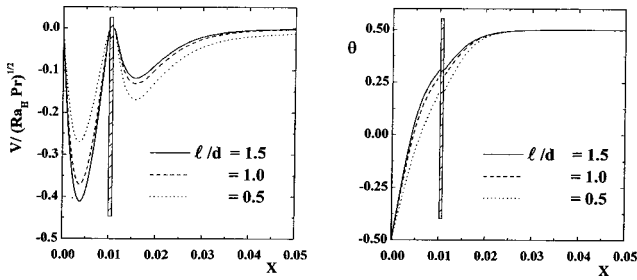 0.0
-0.1
-0.2
-0.3
-0.4
-0.5
V/ (Ra_H Pr)^1/2
ℓ/d = 1.5
= 1.0
= 0.5
0.00 0.01 0.02 0.03 0.04 0.05
X
0.50
θ
0.25
0.00
-0.25
-0.50
ℓ/d = 1.5
= 1.0
= 0.5
0.00 0.01 0.02 0.03 0.04 0.05
X